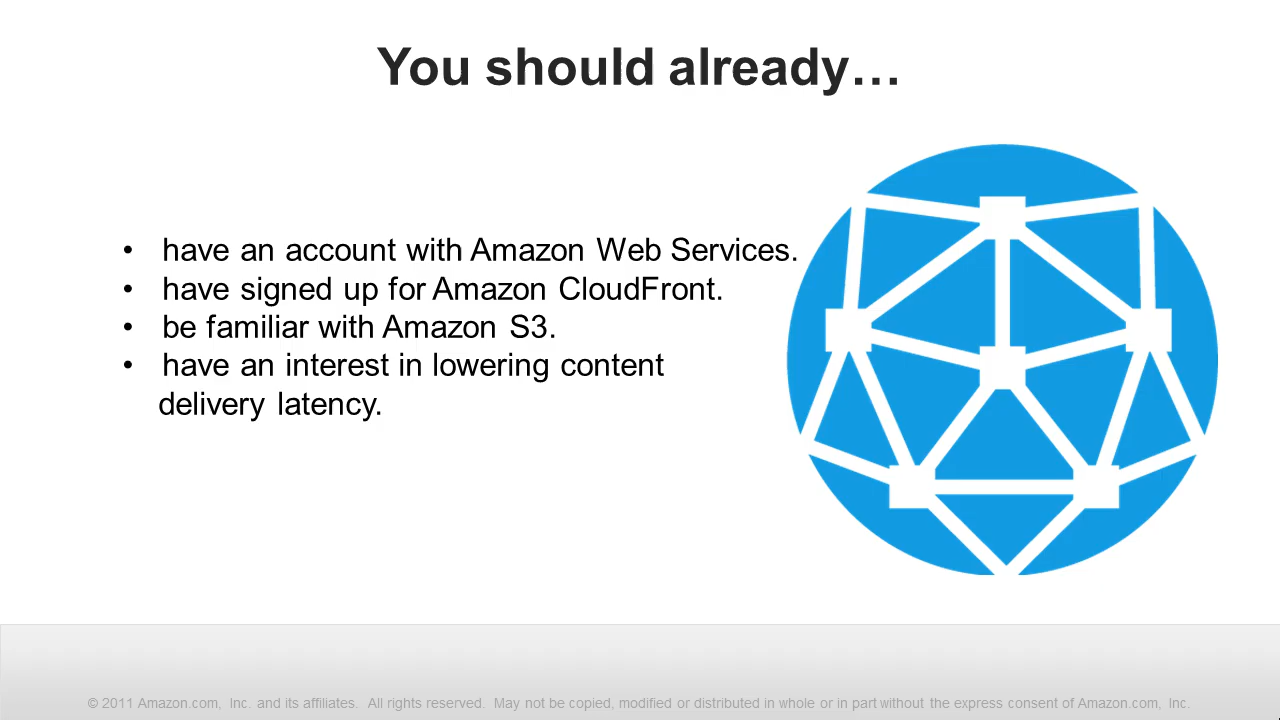 You should already…
• have an account with Amazon Web Services.
• have signed up for Amazon CloudFront.
• be familiar with Amazon S3.
• have an interest in lowering content
delivery latency.
© 2011 Amazon.com, Inc. and its affiliates. All rights reserved. May not be copied, modified or distributed in whole or in part without the express consent of Amazon.com, Inc.